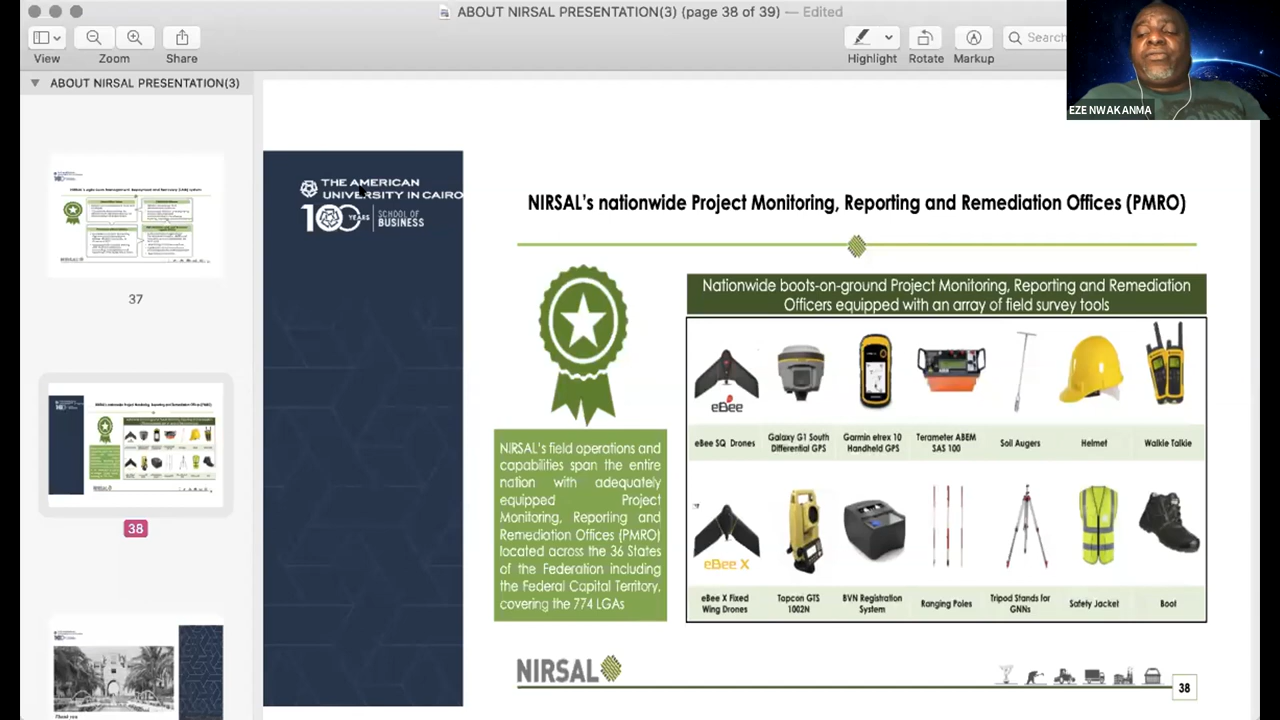 ABOUT NIRSAL PRESENTATION(3) (page 38 of 39) — Edited
View
Zoom
Share
Highlight
Rotate
Markup
Search
EZE NWAKANMA
ABOUT NIRSAL PRESENTATION(3)
37
38
THE AMERICAN
UNIVERSITY IN CAIRO
100 YEARS
SCHOOL OF
BUSINESS
NIRSAL's nationwide Project Monitoring, Reporting and Remediation Offices (PMRO)
Nationwide boots-on-ground Project Monitoring, Reporting and Remediation
Officers equipped with an array of field survey tools
eBee
eBee SQ Drones
Galaxy G1 South
Differential GPS
Garmin etrex 10
Handheld GPS
Terameter ABEM
SAS 100
Soil Augers
Helmet
Walkie Talkie
eBee X
eBee X Fixed
Wing Drones
Topcon GTS
1002N
BVN Registration
System
Ranging Poles
Tripod Stands for
GNNs
Safety Jacket
Boot
NIRSAL's field operations and
capabilities span the entire
nation with adequately
equipped Project
Monitoring, Reporting and
Remediation Offices (PMRO)
located across the 36 States
of the Federation including
the Federal Capital Territory,
covering the 774 LGAs
NIRSAL
38
Thank you